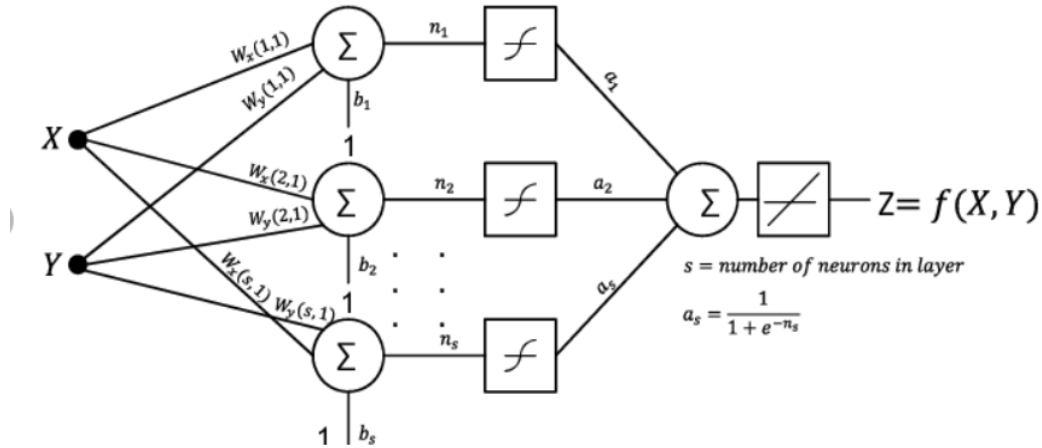 W_x(1,1)
n_1
W_y(1,1)
Σ
b_1
a_1
X
1
W_x(2,1)
n_2
a_2
Σ
Σ
Z= f(X,Y)
W_y(2,1)
Y
b_2
s = number of neurons in layer
W_x(s,1)
W_y(s,1)
1
a_s
a_s = 1 / (1 + e^{-n_s})
n_s
Σ
1
b_s